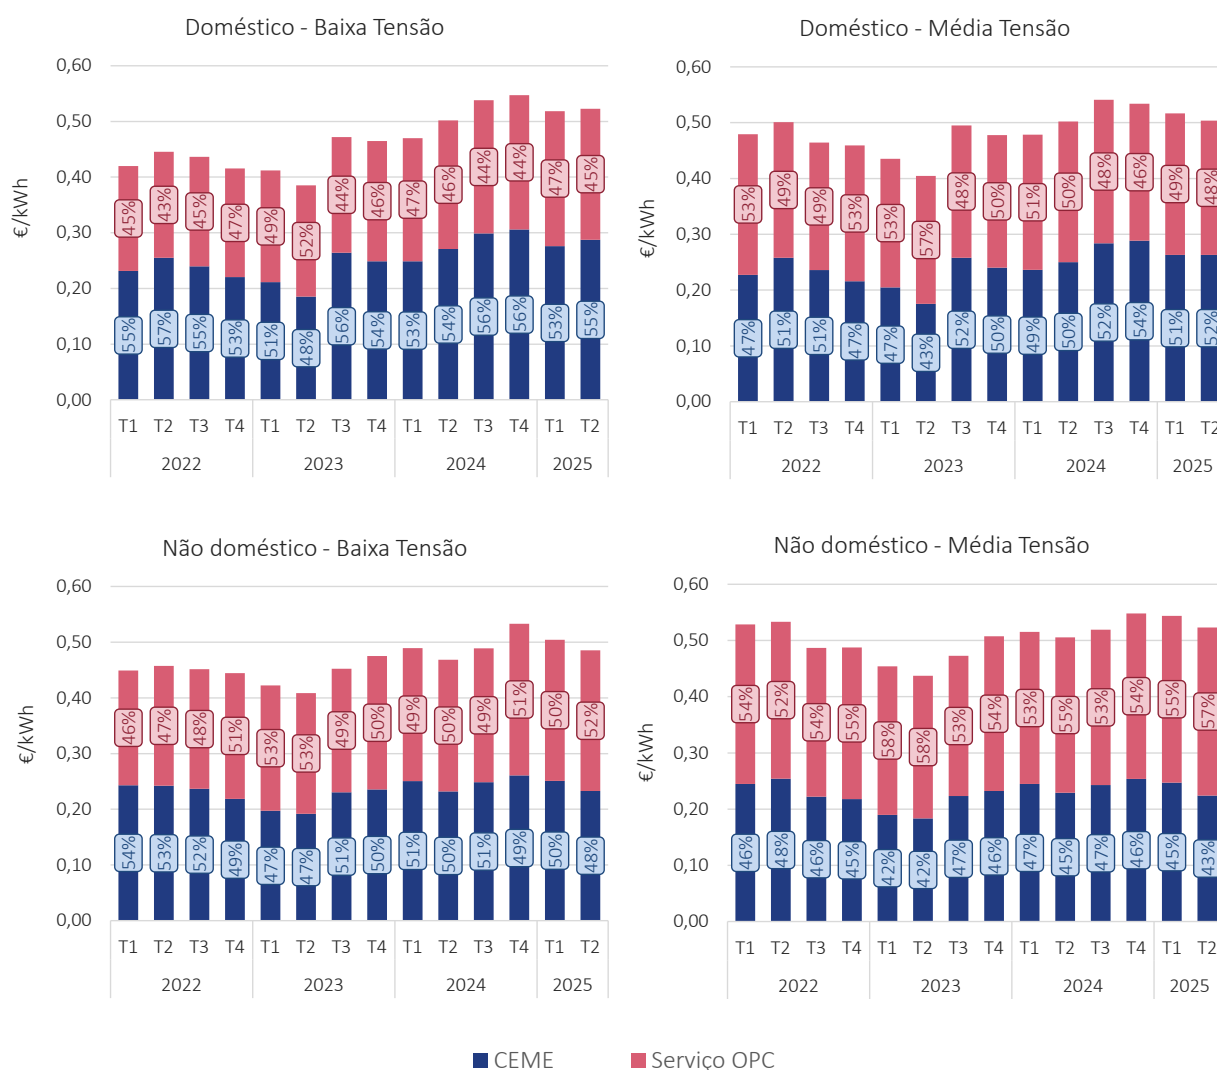 Doméstico - Baixa Tensão
€/kWh
0,60
0,50
0,40
0,30
0,20
0,10
0,00
45% 43% 45% 47% 49% 52% 44% 46% 47% 46% 44% 44% 47% 45%
55% 57% 55% 53% 51% 48% 56% 54% 53% 54% 56% 56% 53% 55%
T1 T2 T3 T4 T1 T2 T3 T4 T1 T2 T3 T4 T1 T2
2022 2023 2024 2025
Doméstico - Média Tensão
€/kWh
0,60
0,50
0,40
0,30
0,20
0,10
0,00
53% 49% 49% 53% 53% 57% 48% 50% 51% 50% 48% 46% 49% 48%
47% 51% 51% 47% 47% 43% 52% 50% 49% 50% 52% 54% 51% 52%
T1 T2 T3 T4 T1 T2 T3 T4 T1 T2 T3 T4 T1 T2
2022 2023 2024 2025
Não doméstico - Baixa Tensão
€/kWh
0,60
0,50
0,40
0,30
0,20
0,10
0,00
46% 47% 48% 51% 53% 53% 49% 50% 49% 50% 49% 51% 50% 52%
54% 53% 52% 49% 47% 47% 51% 50% 51% 50% 51% 49% 50% 48%
T1 T2 T3 T4 T1 T2 T3 T4 T1 T2 T3 T4 T1 T2
2022 2023 2024 2025
Não doméstico - Média Tensão
€/kWh
0,60
0,50
0,40
0,30
0,20
0,10
0,00
54% 52% 54% 55% 58% 58% 53% 54% 53% 55% 53% 54% 55% 57%
46% 48% 46% 45% 42% 42% 47% 46% 47% 45% 47% 46% 45% 43%
T1 T2 T3 T4 T1 T2 T3 T4 T1 T2 T3 T4 T1 T2
2022 2023 2024 2025
CEME Serviço OPC